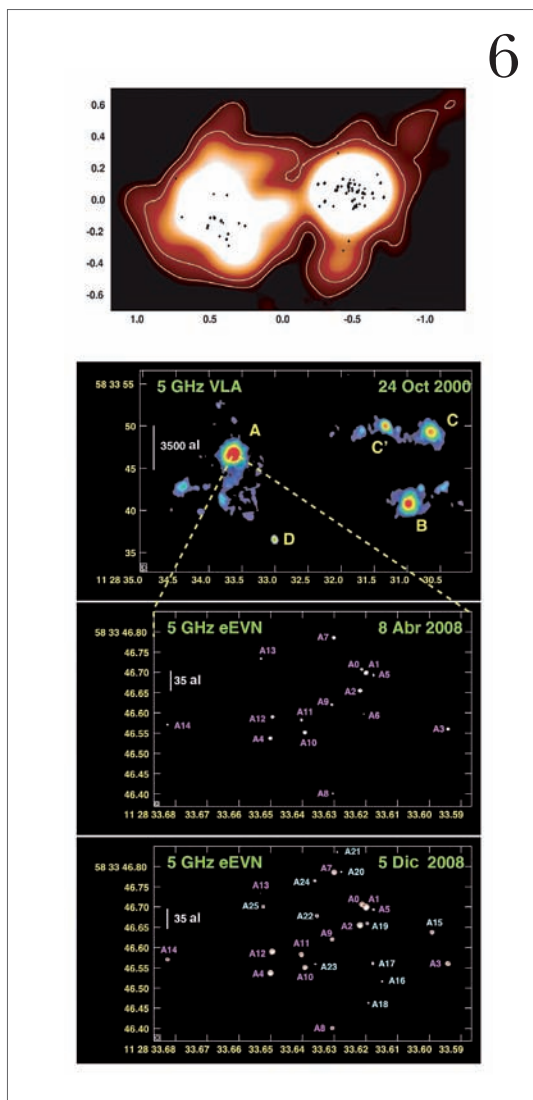 6
0.6
0.4
0.2
0.0
-0.2
-0.4
-0.6
1.0 0.5 0.0 -0.5 -1.0
5 GHz VLA 24 Oct 2000
58 33 55
50
45
40
35
3500 al
A
C'
C
B
D
11 28 35.0 34.5 34.0 33.5 33.0 32.5 32.0 31.5 31.0 30.5
5 GHz eEVN 8 Abr 2008
58 33 46.80
46.75
46.70
46.65
46.60
46.55
46.50
46.45
46.40
35 al
A7
A13
A0 A1
A5
A2
A9
A6
A11
A12
A14
A4
A10
A3
A8
11 28 33.68 33.67 33.66 33.65 33.64 33.63 33.62 33.61 33.60 33.59
5 GHz eEVN 5 Dic 2008
58 33 46.80
46.75
46.70
46.65
46.60
46.55
46.50
46.45
46.40
35 al
A21
A7
A20
A24
A13
A0 A1
A5
A25
A22
A2
A19
A15
A9
A11
A14
A12
A23
A17
A3
A4
A10
A16
A18
A8
11 28 33.68 33.67 33.66 33.65 33.64 33.63 33.62 33.61 33.60 33.59